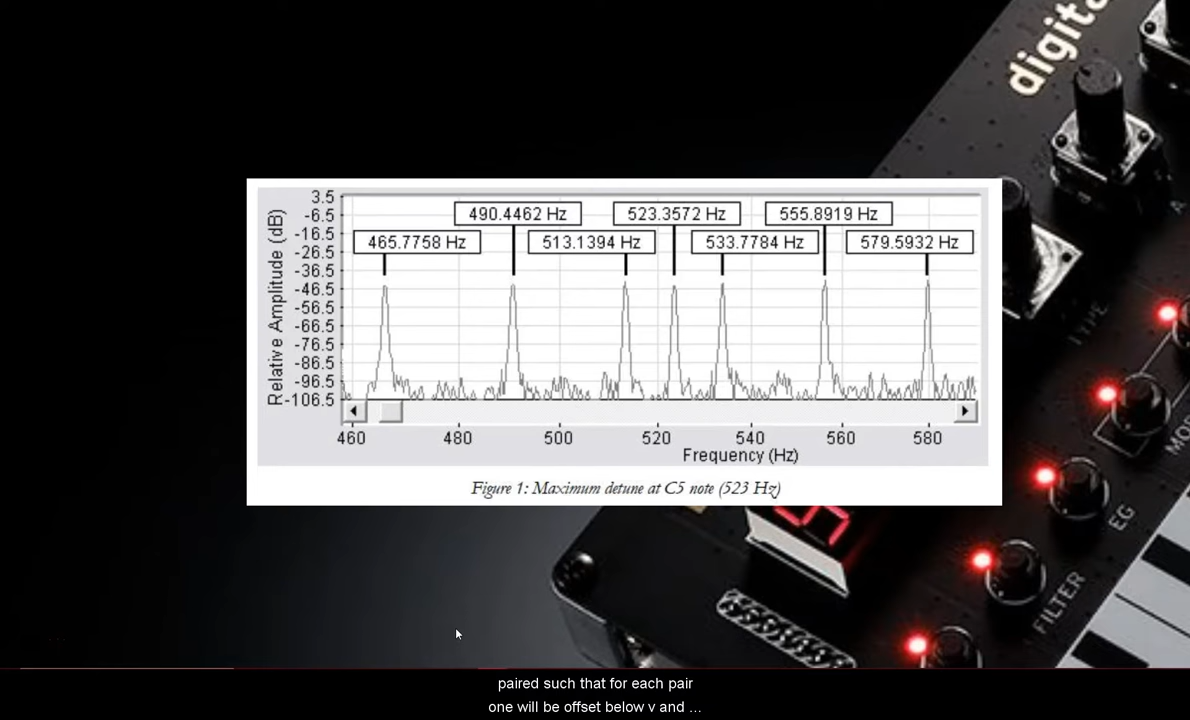 digita
3.5
-6.5
-16.5
-26.5
-36.5
-46.5
-56.5
-66.5
-76.5
-86.5
-96.5
R-106.5
Relative Amplitude (dB)
490.4462 Hz 523.3572 Hz 555.8919 Hz
465.7758 Hz 513.1394 Hz 533.7784 Hz 579.5932 Hz
460 480 500 520 540 560 580
Frequency (Hz)
Figure 1: Maximum detune at C5 note (523 Hz)
TYPE
MOD
EG
FILTER
paired such that for each pair
one will be offset below v and ...